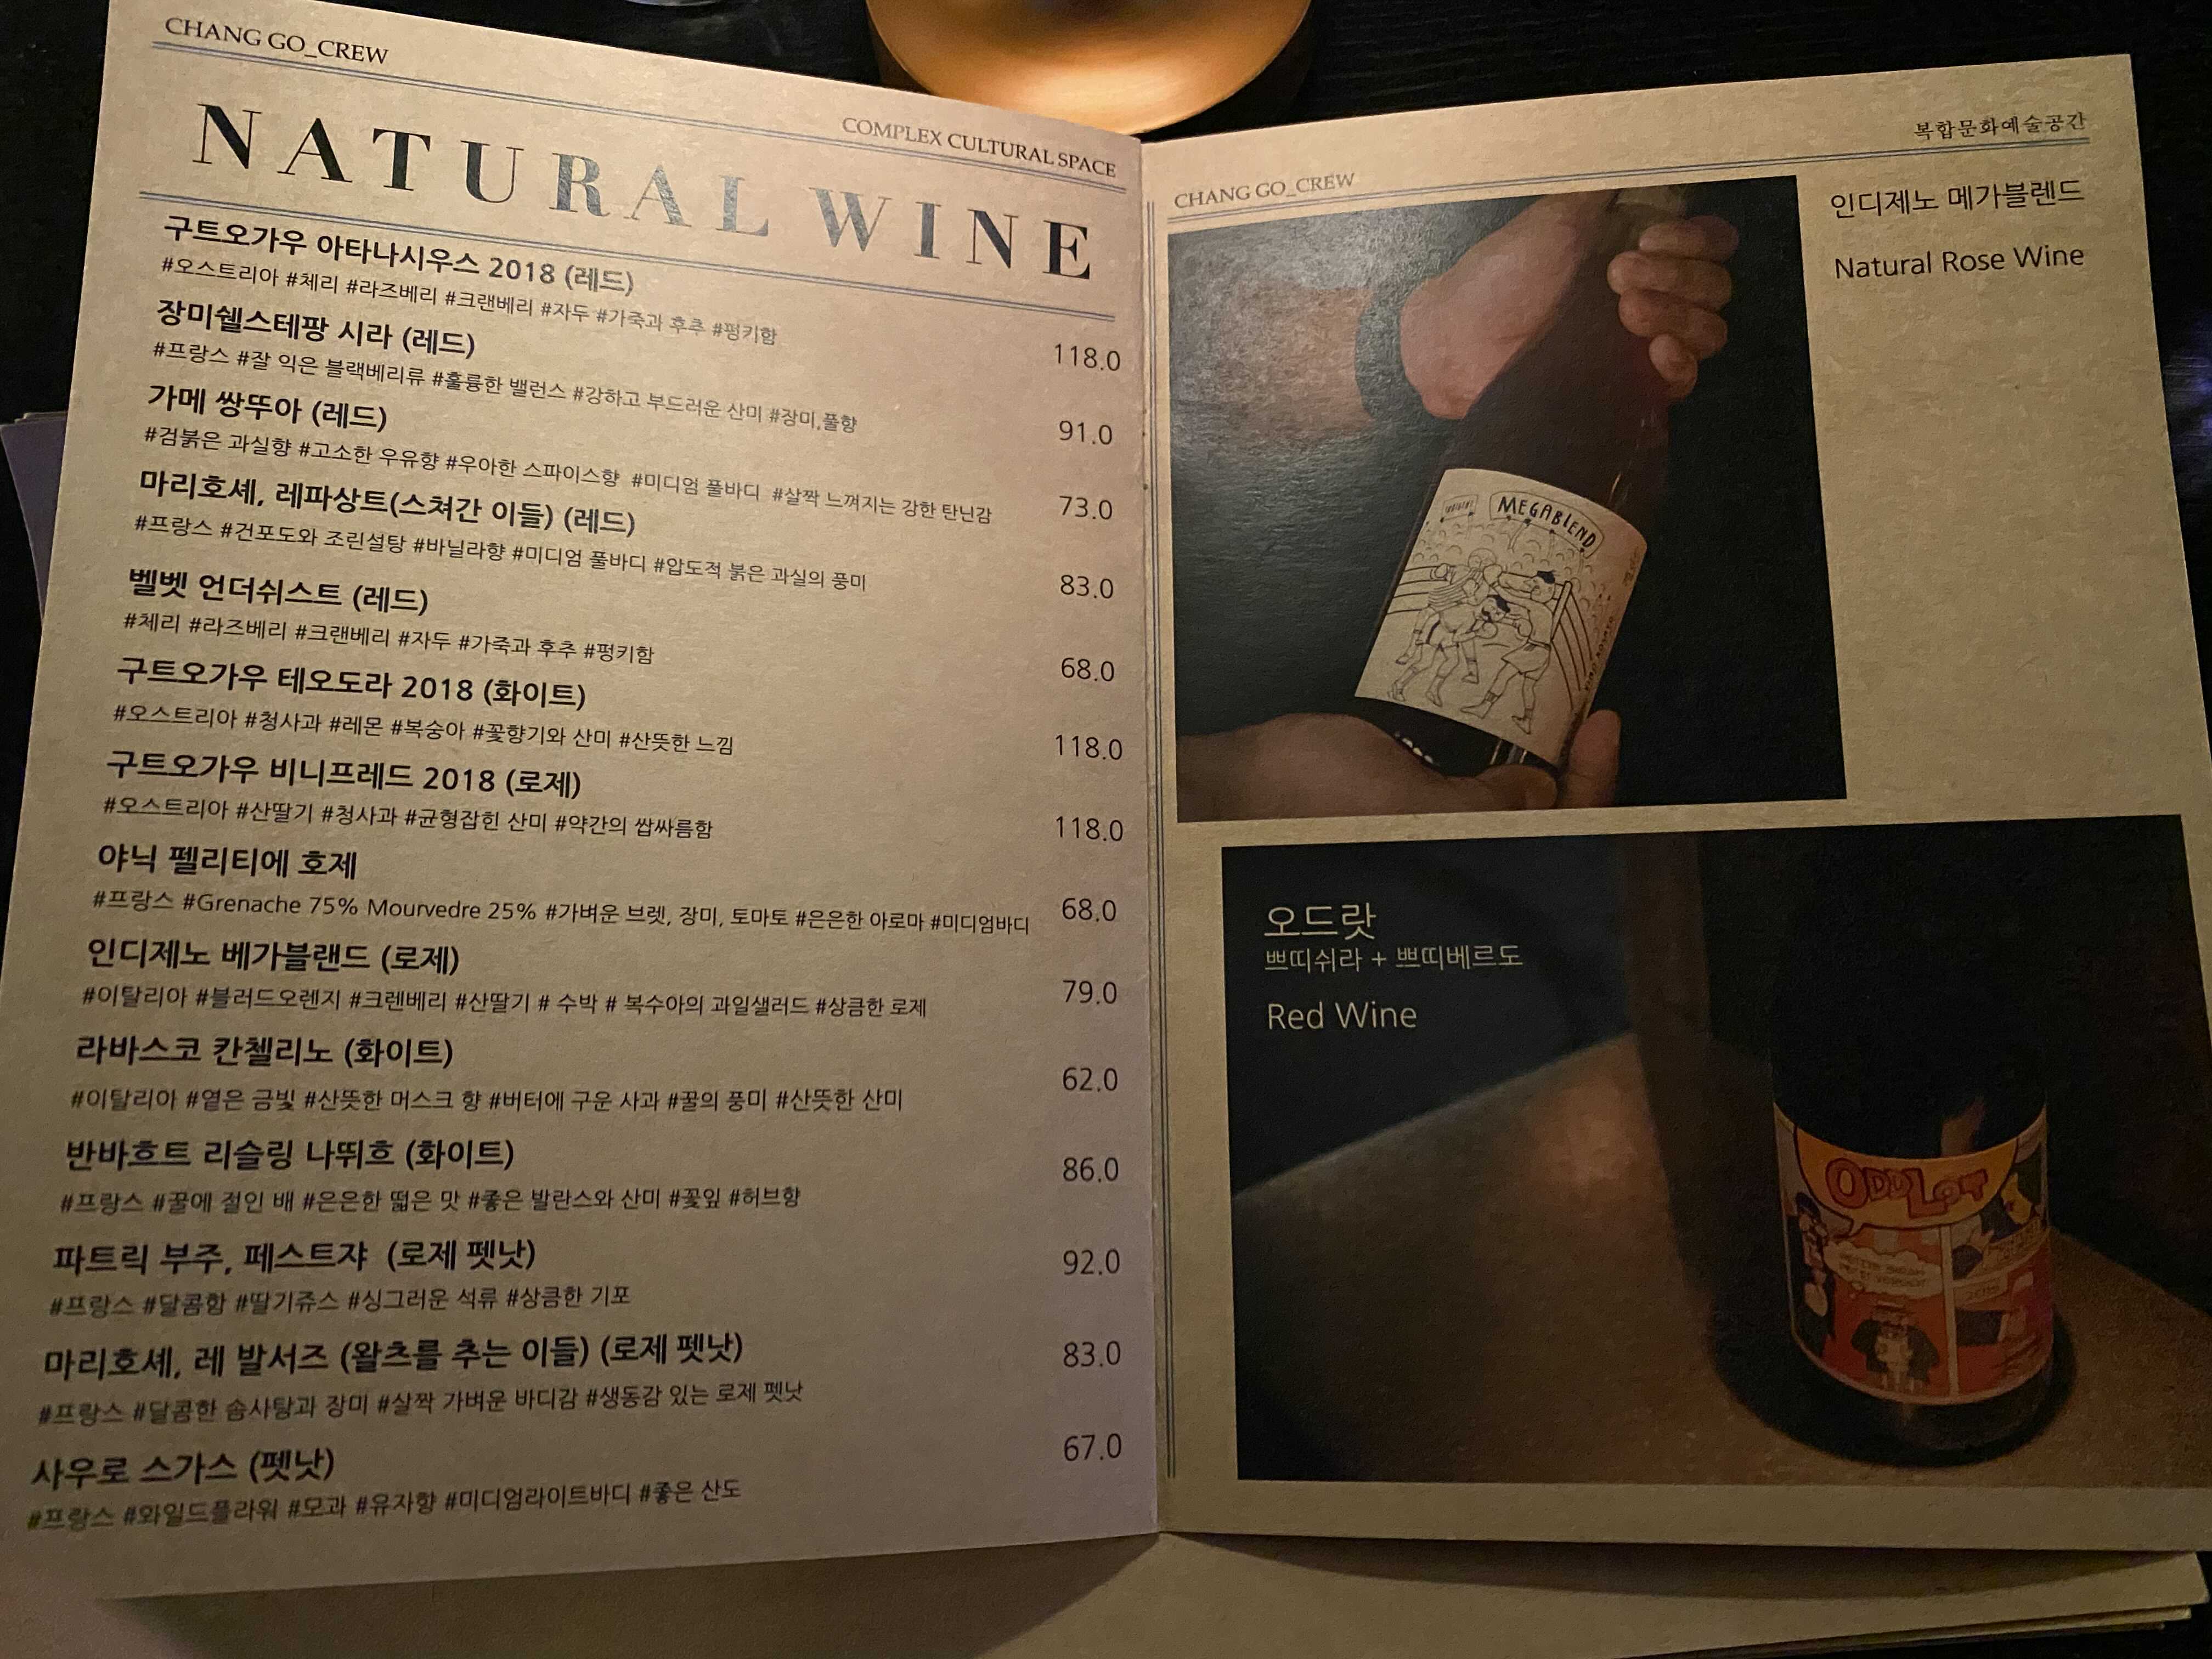 CHANG GO_CREW
COMPLEX CULTURAL SPACE
NATURAL WINE
구트오가우 아타나시우스 2018 (레드)
#오스트리아 #체리 #라즈베리 #크랜베리 #자두 #가죽과 후추 #펑키함
118.0
장미쉘스테팡 시라 (레드)
#프랑스 #잘 익은 블랙베리류 #훌륭한 밸런스 #강하고 부드러운 산미 #장미,풀향
91.0
가메 쌍뚜아 (레드)
#검붉은 과실향 #고소한 우유향 #우아한 스파이스향 #미디엄 풀바디 #살짝 느껴지는 강한 탄닌감
73.0
마리호셰, 레파상트(스쳐간 이들) (레드)
#프랑스 #건포도와 조린설탕 #바닐라향 #미디엄 풀바디 #압도적 붉은 과실의 풍미
83.0
벨벳 언더쉬스트 (레드)
#체리 #라즈베리 #크랜베리 #자두 #가죽과 후추 #펑키함
68.0
구트오가우 테오도라 2018 (화이트)
#오스트리아 #청사과 #레몬 #복숭아 #꽃향기와 산미 #산뜻한 느낌
118.0
구트오가우 비니프레드 2018 (로제)
#오스트리아 #산딸기 #청사과 #균형잡힌 산미 #약간의 쌉싸름함
118.0
야닉 펠리티에 호제
#프랑스 #Grenache 75% Mourvedre 25% #가벼운 브렛, 장미, 토마토 #은은한 아로마 #미디엄바디
68.0
인디제노 베가블랜드 (로제)
#이탈리아 #블러드오렌지 #크렌베리 #산딸기 # 수박 # 복수아의 과일샐러드 #상큼한 로제
79.0
라바스코 칸첼리노 (화이트)
#이탈리아 #옅은 금빛 #산뜻한 머스크 향 #버터에 구운 사과 #꿀의 풍미 #산뜻한 산미
62.0
반바흐트 리슬링 나뛰흐 (화이트)
#프랑스 #꿀에 절인 배 #은은한 떫은 맛 #좋은 발란스와 산미 #꽃잎 #허브향
86.0
파트릭 부주, 페스트쟈 (로제 펫낫)
#프랑스 #달콤함 #딸기쥬스 #싱그러운 석류 #상큼한 기포
92.0
마리호셰, 레 발서즈 (왈츠를 추는 이들) (로제 펫낫)
#프랑스 #달콤한 솜사탕과 장미 #살짝 가벼운 바디감 #생동감 있는 로제 펫낫
83.0
사우로 스가스 (펫낫)
#프랑스 #와일드플라워 #모과 #유자향 #미디엄라이트바디 #좋은 산도
67.0
CHANG GO_CREW
복합문화예술공간
인디제노 메가블렌드
Natural Rose Wine
MEGABLEND
오드랏
쁘띠쉬라 + 쁘띠베르도
Red Wine
ODDLOT